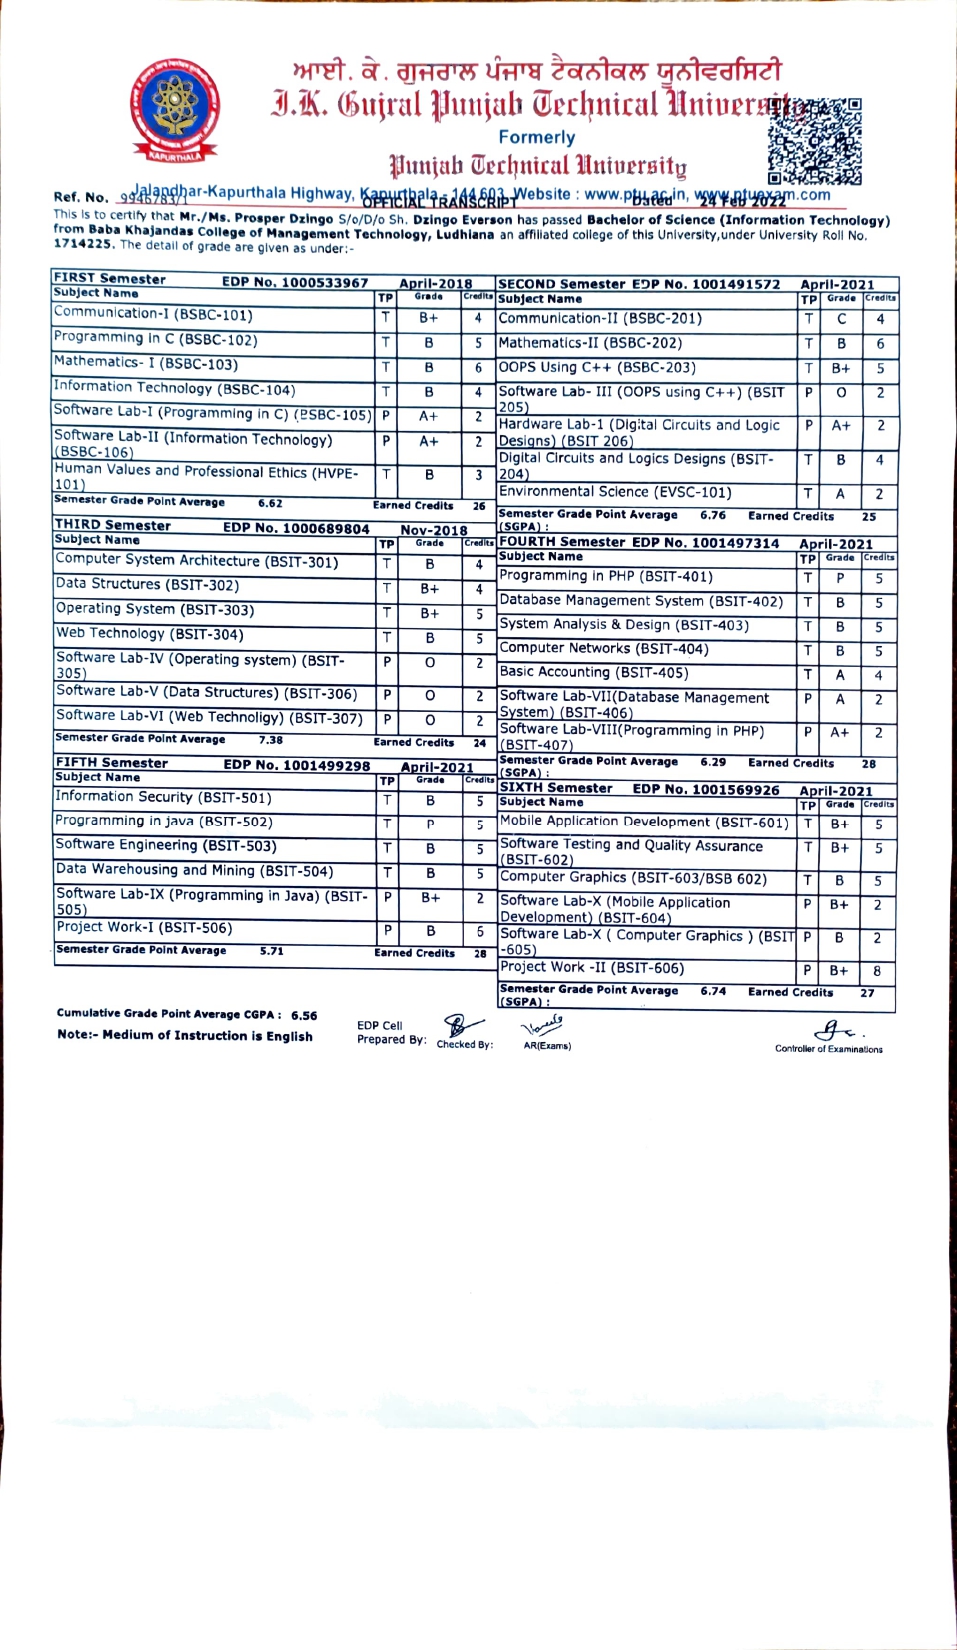 ਆਈ. ਕੇ. ਗੁਜਰਾਲ ਪੰਜਾਬ ਟੈਕਨੀਕਲ ਯੂਨੀਵਰਸਿਟੀ
I.K. Gujral Punjab Technical University
Formerly
Punjab Technical University
KAPURTHALA
Jalandhar-Kapurthala Highway, Kapurthala - 144 603, Website : www.ptu.ac.in, www.ptuexam.com
Ref. No. 9946783/1 OFFICIAL TRANSCRIPT Dated 24 Feb 2022
This is to certify that Mr./Ms. Prosper Dzingo S/o/D/o Sh. Dzingo Everson has passed Bachelor of Science (Information Technology)
from Baba Khajandas College of Management Technology, Ludhiana an affiliated college of this University,under University Roll No.
1714225. The detail of grade are given as under:-
FIRST Semester EDP No. 1000533967 April-2018
Subject Name TP Grade Credits
Communication-I (BSBC-101) T B+ 4
Programming in C (BSBC-102) T B 5
Mathematics- I (BSBC-103) T B 6
Information Technology (BSBC-104) T B 4
Software Lab-I (Programming in C) (BSBC-105) P A+ 2
Software Lab-II (Information Technology) P A+ 2
(BSBC-106)
Human Values and Professional Ethics (HVPE- T B 3
101)
Semester Grade Point Average 6.62 Earned Credits 26
SECOND Semester EDP No. 1001491572 April-2021
Subject Name TP Grade Credits
Communication-II (BSBC-201) T C 4
Mathematics-II (BSBC-202) T B 6
OOPS Using C++ (BSBC-203) T B+ 5
Software Lab- III (OOPS using C++) (BSIT P O 2
205)
Hardware Lab-1 (Digital Circuits and Logic P A+ 2
Designs) (BSIT 206)
Digital Circuits and Logics Designs (BSIT- T B 4
204)
Environmental Science (EVSC-101) T A 2
Semester Grade Point Average 6.76 Earned Credits 25
(SGPA) :
THIRD Semester EDP No. 1000689804 Nov-2018
Subject Name TP Grade Credits
Computer System Architecture (BSIT-301) T B 4
Data Structures (BSIT-302) T B+ 4
Operating System (BSIT-303) T B+ 5
Web Technology (BSIT-304) T B 5
Software Lab-IV (Operating system) (BSIT- P O 2
305)
Software Lab-V (Data Structures) (BSIT-306) P O 2
Software Lab-VI (Web Technoligy) (BSIT-307) P O 2
Semester Grade Point Average 7.38 Earned Credits 24
FOURTH Semester EDP No. 1001497314 April-2021
Subject Name TP Grade Credits
Programming in PHP (BSIT-401) T P 5
Database Management System (BSIT-402) T B 5
System Analysis & Design (BSIT-403) T B 5
Computer Networks (BSIT-404) T B 5
Basic Accounting (BSIT-405) T A 4
Software Lab-VII(Database Management P A 2
System) (BSIT-406)
Software Lab-VIII(Programming in PHP) P A+ 2
(BSIT-407)
Semester Grade Point Average 6.29 Earned Credits 28
(SGPA) :
FIFTH Semester EDP No. 1001499298 April-2021
Subject Name TP Grade Credits
Information Security (BSIT-501) T B 5
Programming in java (BSIT-502) T P 5
Software Engineering (BSIT-503) T B 5
Data Warehousing and Mining (BSIT-504) T B 5
Software Lab-IX (Programming in Java) (BSIT- P B+ 2
505)
Project Work-I (BSIT-506) P B 6
Semester Grade Point Average 5.71 Earned Credits 28
SIXTH Semester EDP No. 1001569926 April-2021
Subject Name TP Grade Credits
Mobile Application Development (BSIT-601) T B+ 5
Software Testing and Quality Assurance T B+ 5
(BSIT-602)
Computer Graphics (BSIT-603/BSB 602) T B 5
Software Lab-X (Mobile Application P B+ 2
Development) (BSIT-604)
Software Lab-X ( Computer Graphics ) (BSIT P B 2
-605)
Project Work -II (BSIT-606) P B+ 8
Semester Grade Point Average 6.74 Earned Credits 27
(SGPA) :
Cumulative Grade Point Average CGPA : 6.56
Note:- Medium of Instruction is English
EDP Cell
Prepared By: Checked By: AR(Exams) Controller of Examinations